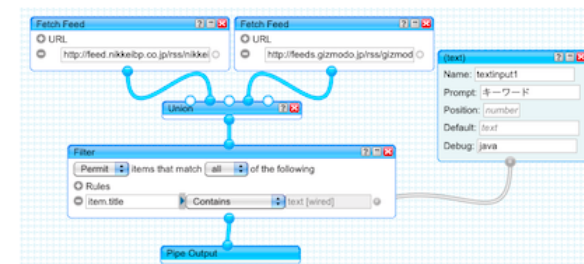 Fetch Feed
URL
http://feed.nikkeibp.co.jp/rss/nikkei
Fetch Feed
URL
http://feeds.gizmodo.jp/rss/gizmod
(text)
Name: textinput1
Prompt: キーワード
Position: number
Default: text
Debug: java
Union
Filter
Permit items that match all of the following
Rules
item.title Contains text [wired]
Pipe Output